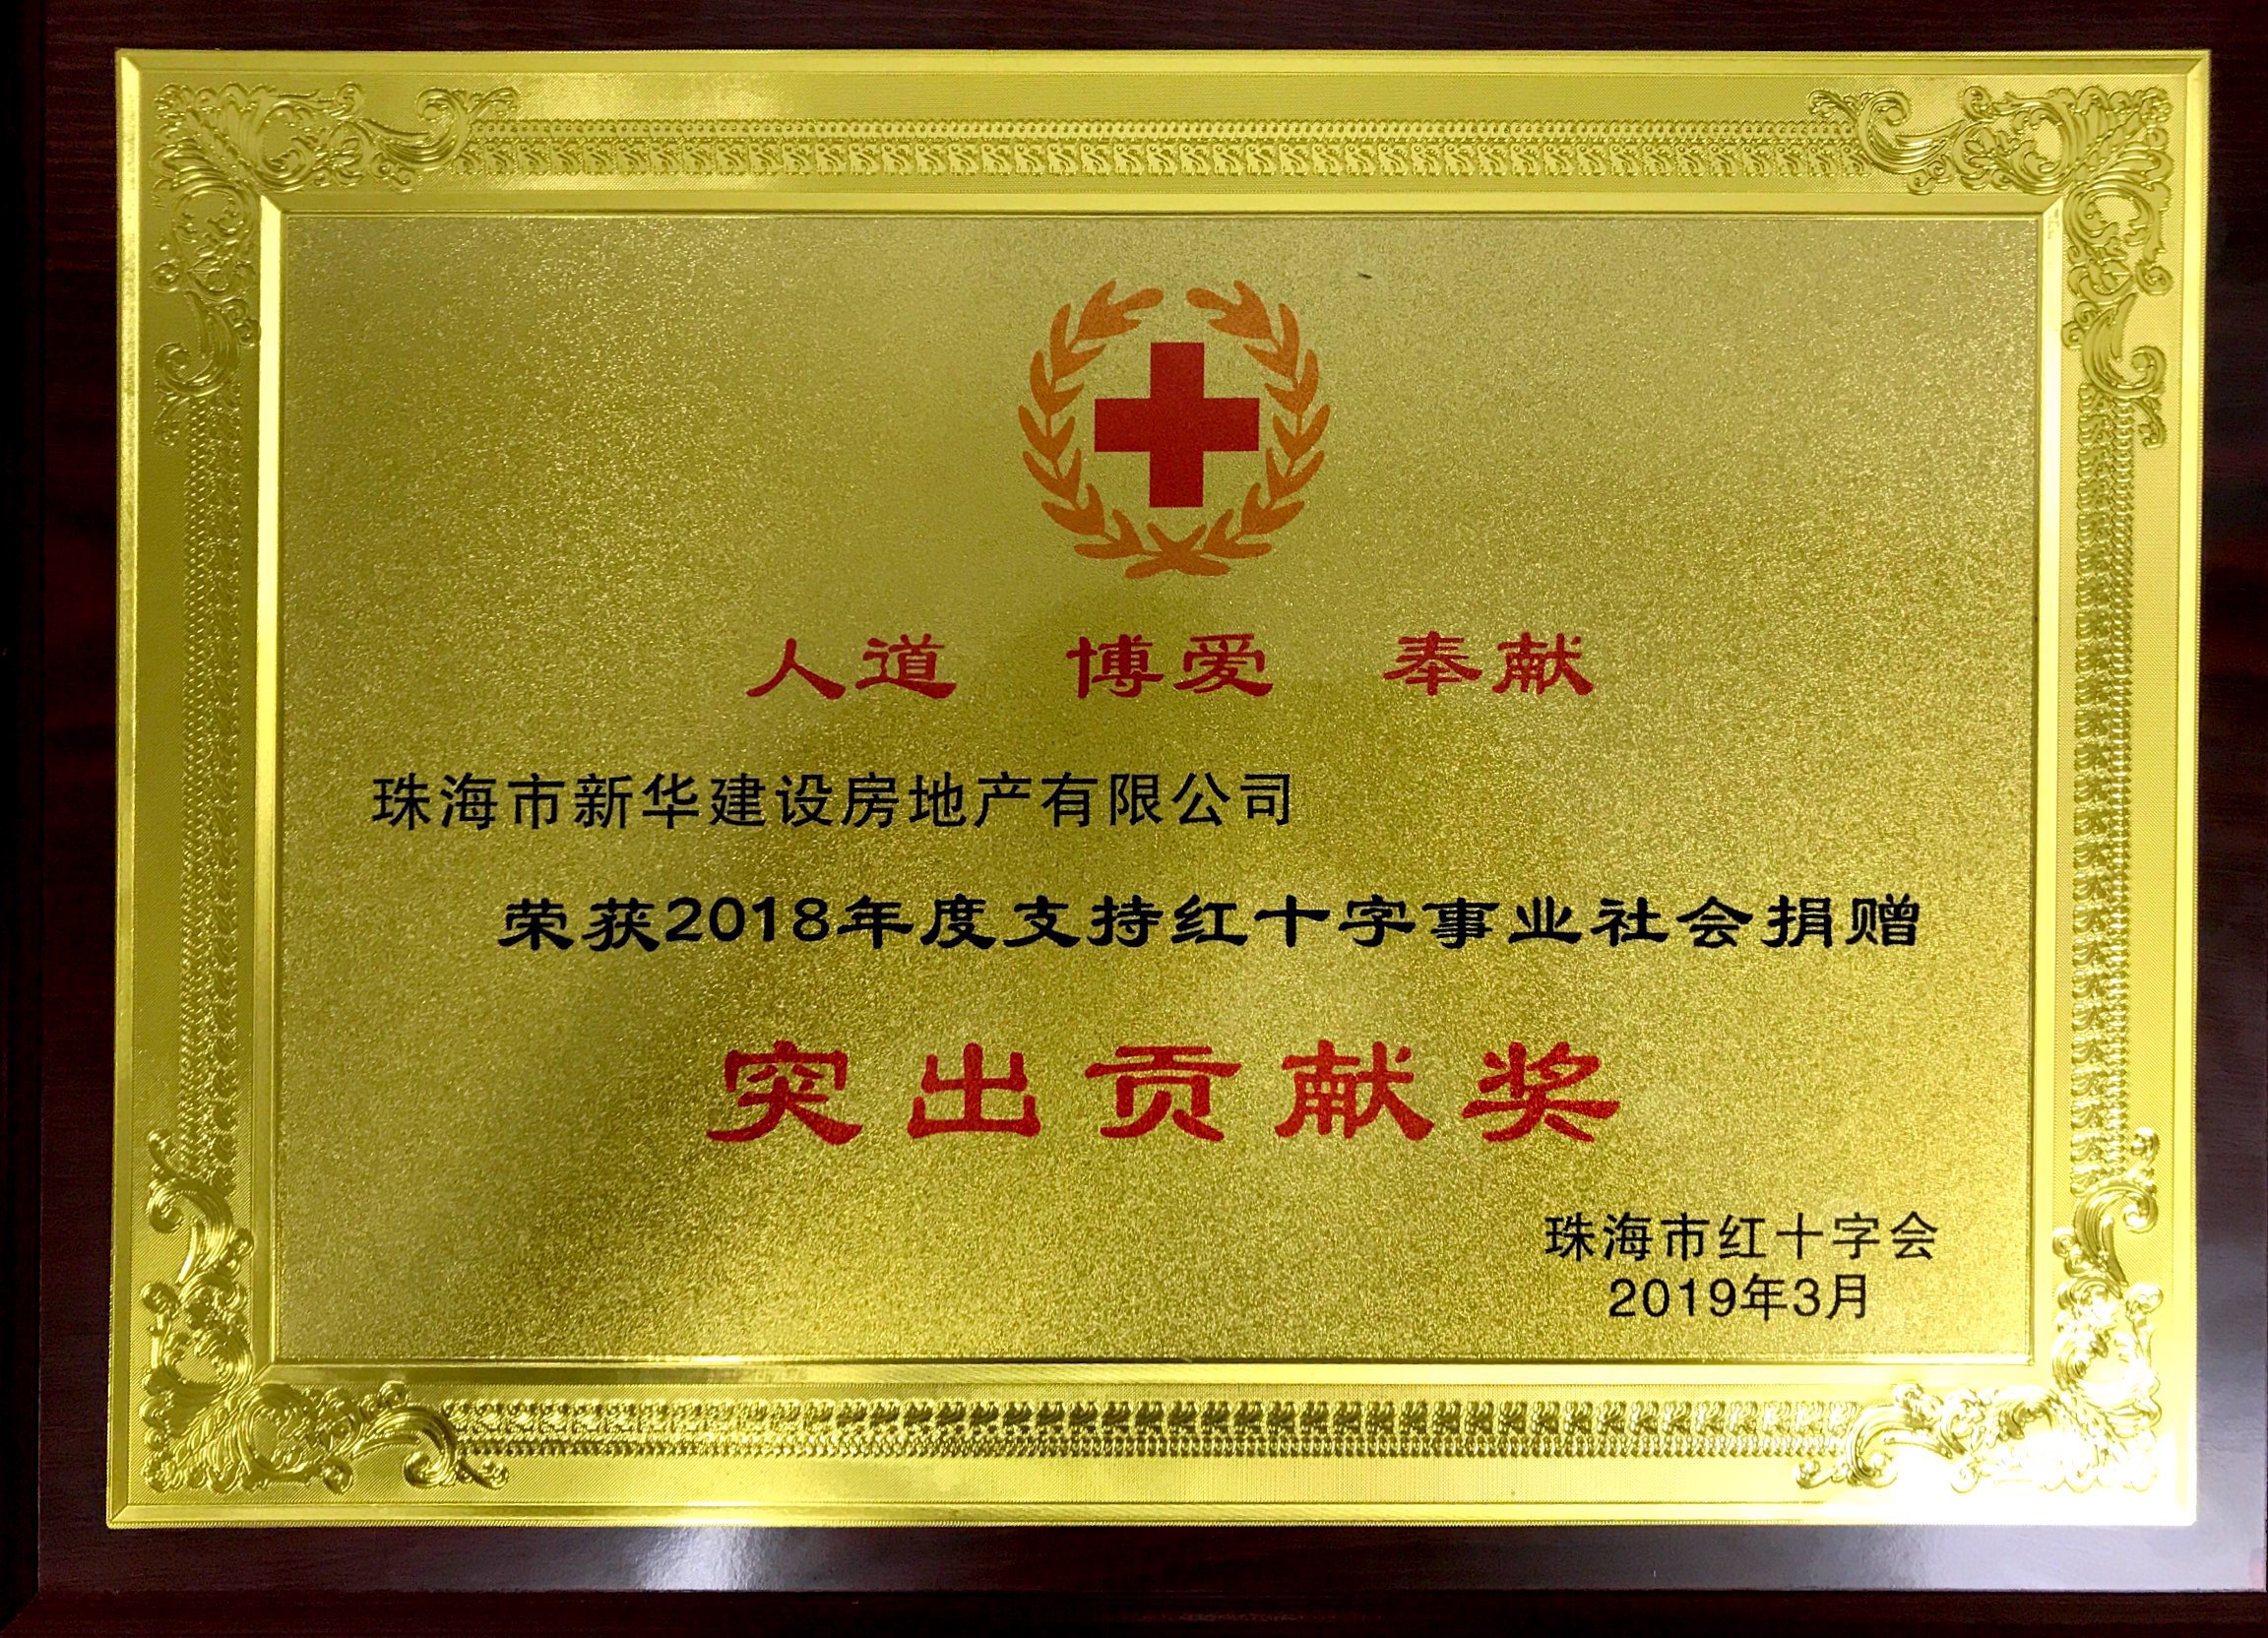 人道 博爱 奉献
珠海市新华建设房地产有限公司
荣获2018年度支持红十字事业社会捐赠
突出贡献奖
珠海市红十字会
2019年3月